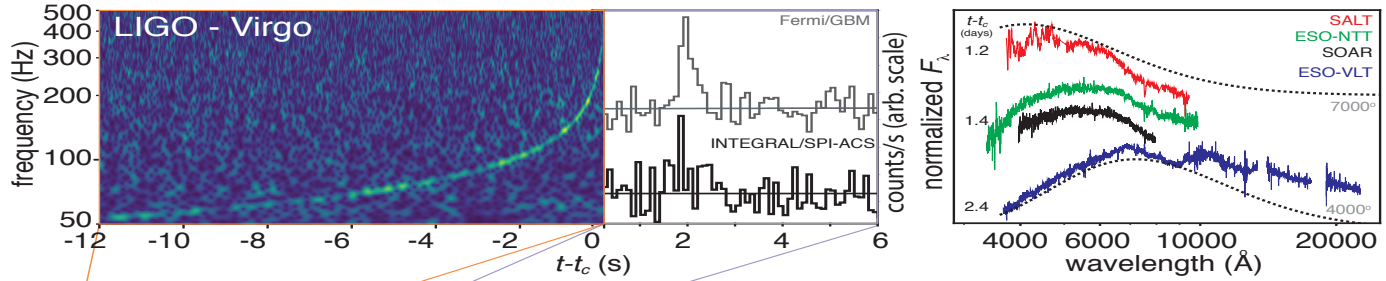 LIGO - Virgo
frequency (Hz)
500
400
300
200
100
50
-12
-10
-8
-6
-4
-2
0
2
4
6
t-tc (s)
Fermi/GBM
INTEGRAL/SPI-ACS
counts/s (arb. scale)
normalized Fλ
t-tc
(days)
1.2
1.4
2.4
SALT
ESO-NTT
SOAR
ESO-VLT
7000°
4000°
4000
6000
10000
20000
wavelength (Å)